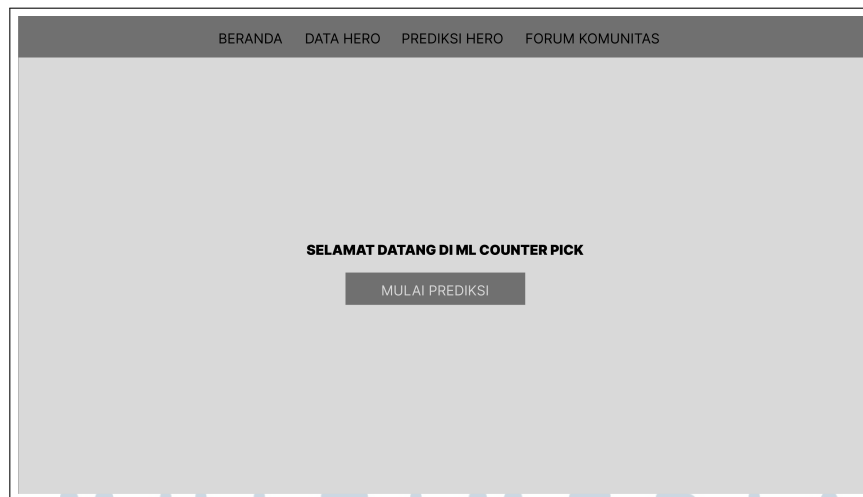 BERANDA DATA HERO PREDIKSI HERO FORUM KOMUNITAS
SELAMAT DATANG DI ML COUNTER PICK
MULAI PREDIKSI